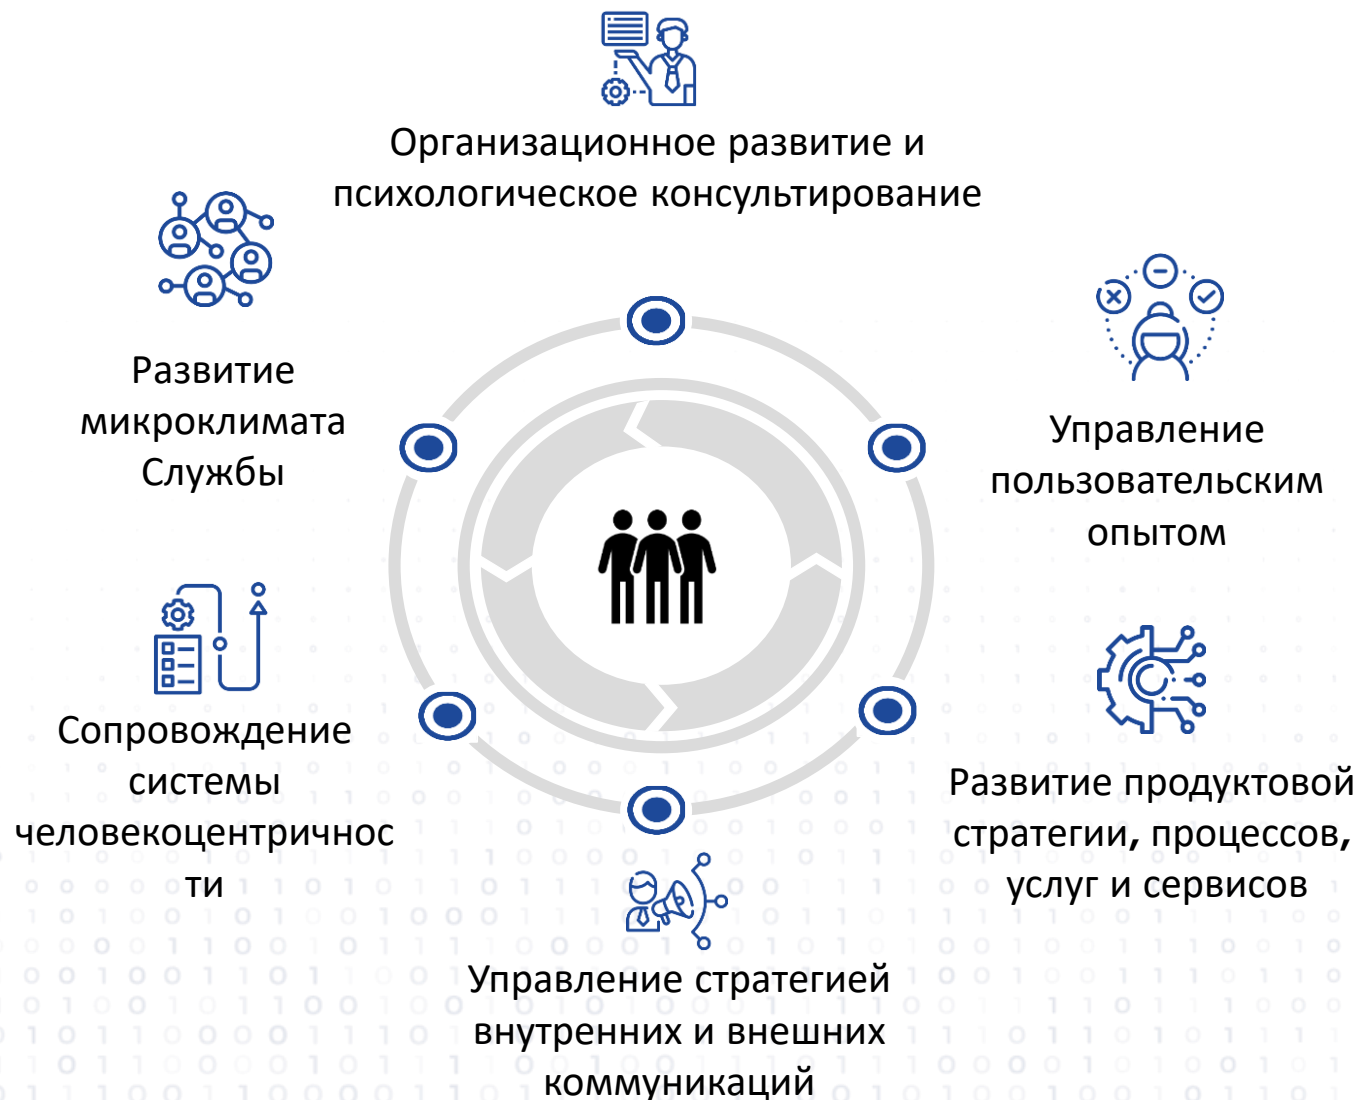 Организационное развитие и
психологическое консультирование
Развитие
микроклимата
Службы
Управление
пользовательским
опытом
Сопровождение
системы
человекоцентричнос
ти
Развитие продуктовой
стратегии, процессов,
услуг и сервисов
Управление стратегией
внутренних и внешних
коммуникаций